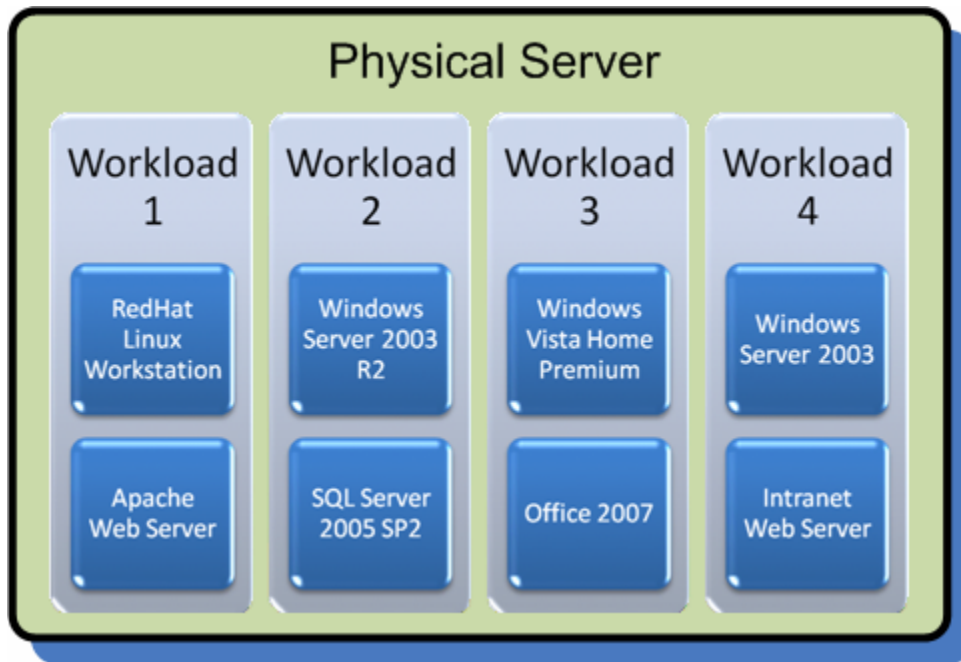 Physical Server
Workload
1
RedHat
Linux
Workstation
Apache
Web Server
Workload
2
Windows
Server 2003
R2
SQL Server
2005 SP2
Workload
3
Windows
Vista Home
Premium
Office 2007
Workload
4
Windows
Server 2003
Intranet
Web Server